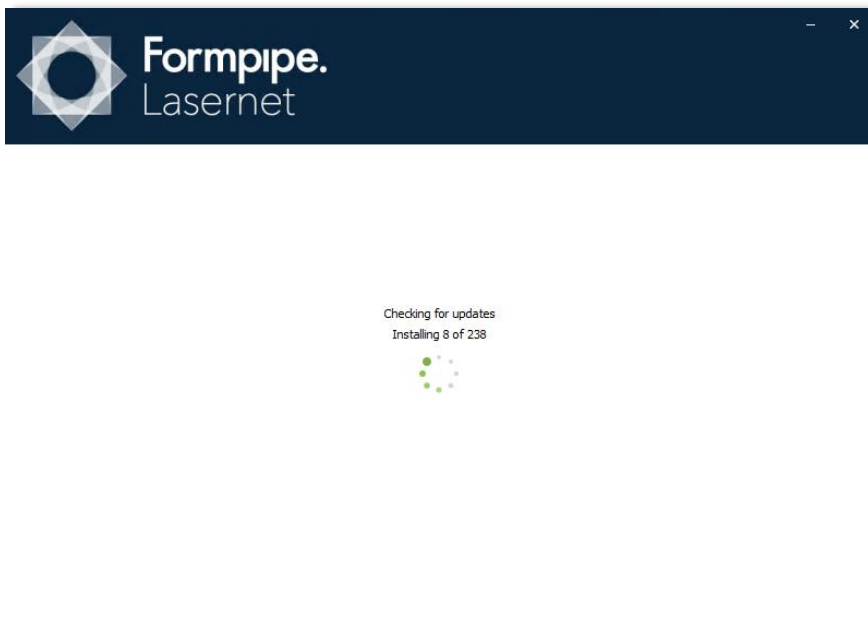 Formpipe.
Lasernet
Checking for updates
Installing 8 of 238